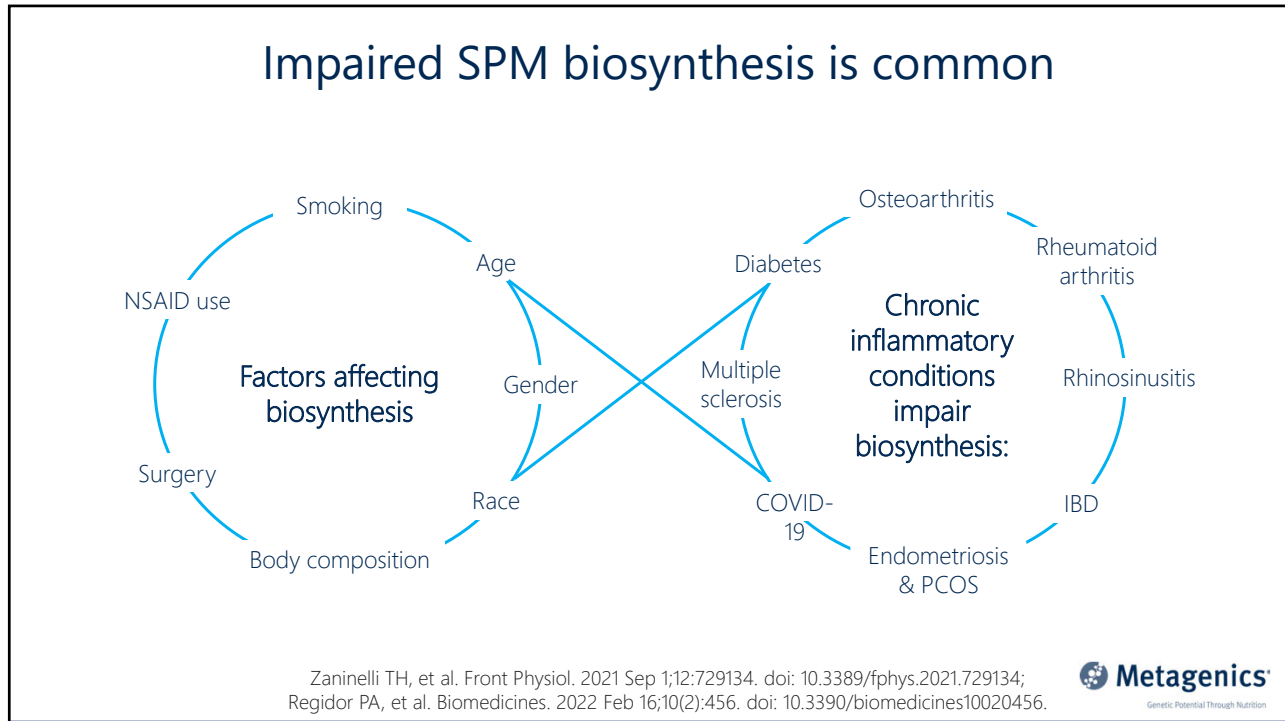 Impaired SPM biosynthesis is common
Smoking
Age
NSAID use
Factors affecting
biosynthesis
Gender
Surgery
Race
Body composition
Osteoarthritis
Diabetes
Rheumatoid
arthritis
Chronic
inflammatory
conditions
impair
biosynthesis:
Multiple
sclerosis
Rhinosinusitis
COVID-
19
IBD
Endometriosis
& PCOS
Zaninelli TH, et al. Front Physiol. 2021 Sep 1;12:729134. doi: 10.3389/fphys.2021.729134;
Regidor PA, et al. Biomedicines. 2022 Feb 16;10(2):456. doi: 10.3390/biomedicines10020456.
Metagenics®
Genetic Potential Through Nutrition